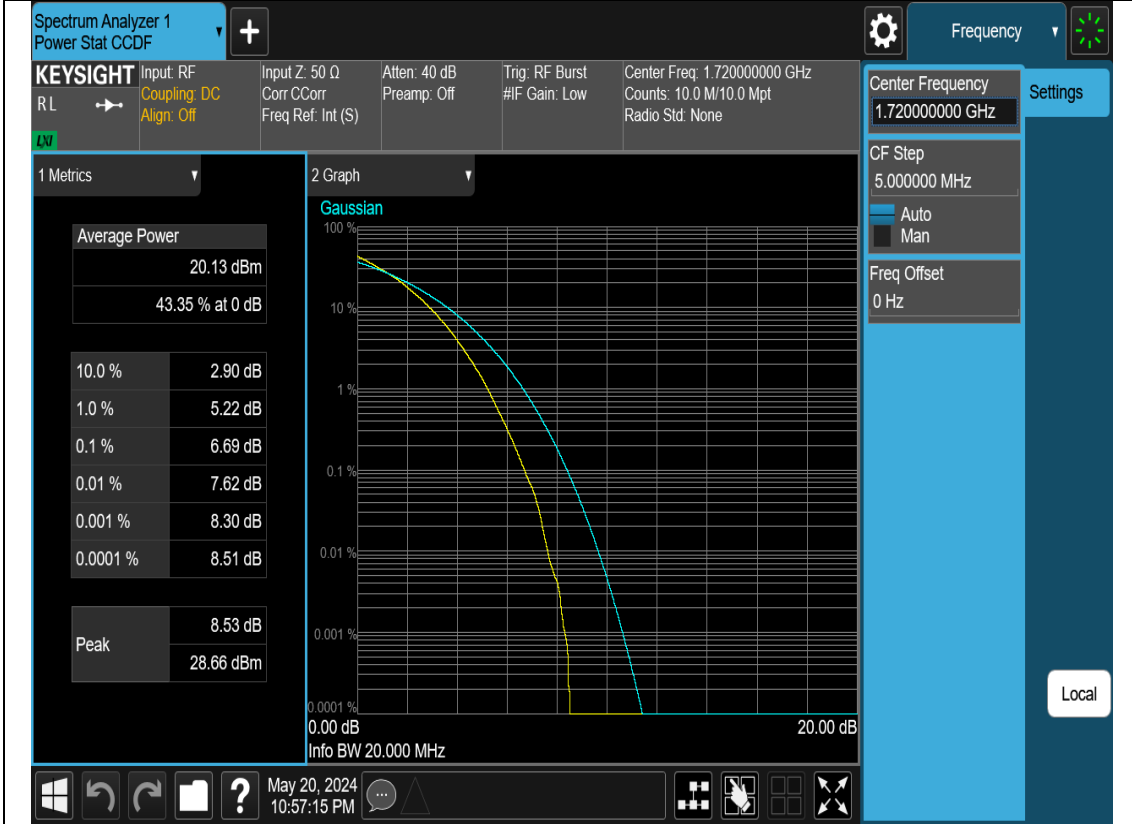 Spectrum Analyzer 1
Power Stat CCDF
Frequency
KEYSIGHT
RL
LXI
Input: RF
Coupling: DC
Align: Off
Input Z: 50 Ω
Corr CCorr
Freq Ref: Int (S)
Atten: 40 dB
Preamp: Off
Trig: RF Burst
#IF Gain: Low
Center Freq: 1.720000000 GHz
Counts: 10.0 M/10.0 Mpt
Radio Std: None
Center Frequency
1.720000000 GHz
Settings
CF Step
5.000000 MHz
Auto
Man
Freq Offset
0 Hz
Local
1 Metrics
Average Power
20.13 dBm
43.35 % at 0 dB
10.0 % 2.90 dB
1.0 % 5.22 dB
0.1 % 6.69 dB
0.01 % 7.62 dB
0.001 % 8.30 dB
0.0001 % 8.51 dB
Peak
8.53 dB
28.66 dBm
2 Graph
Gaussian
100 %
10 %
1 %
0.1 %
0.01 %
0.001 %
0.0001 %
0.00 dB 20.00 dB
Info BW 20.000 MHz
?
May 20, 2024
10:57:15 PM